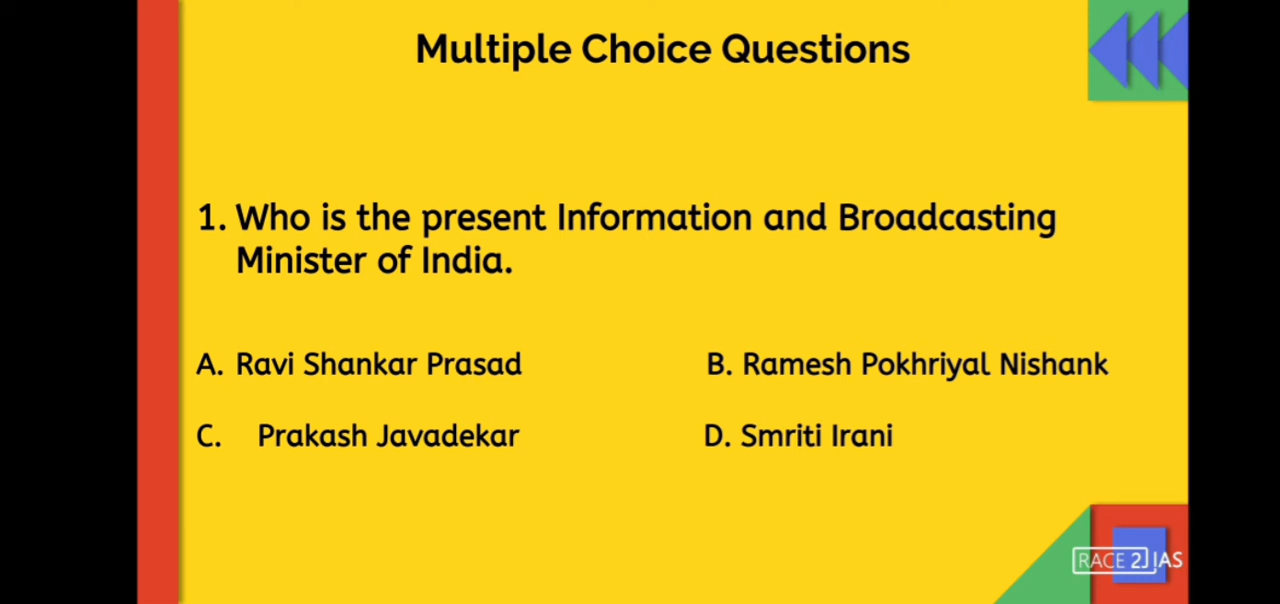 Multiple Choice Questions
1. Who is the present Information and Broadcasting
Minister of India.
A. Ravi Shankar Prasad B. Ramesh Pokhriyal Nishank
C. Prakash Javadekar D. Smriti Irani
RACE 2 IAS